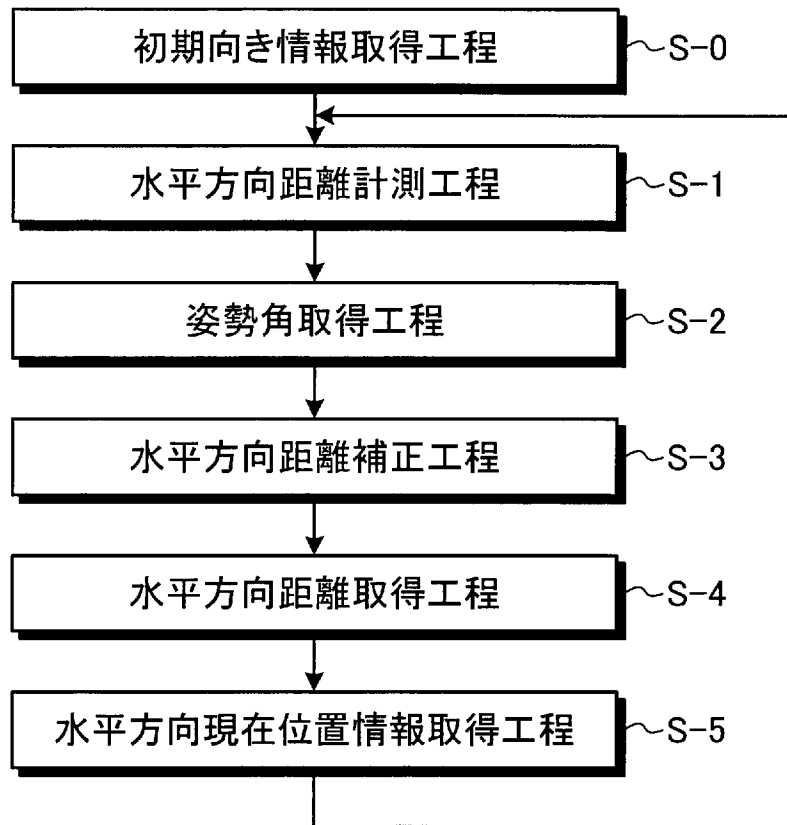 初期向き情報取得工程 S-0
水平方向距離計測工程 S-1
姿勢角取得工程 S-2
水平方向距離補正工程 S-3
水平方向距離取得工程 S-4
水平方向現在位置情報取得工程 S-5